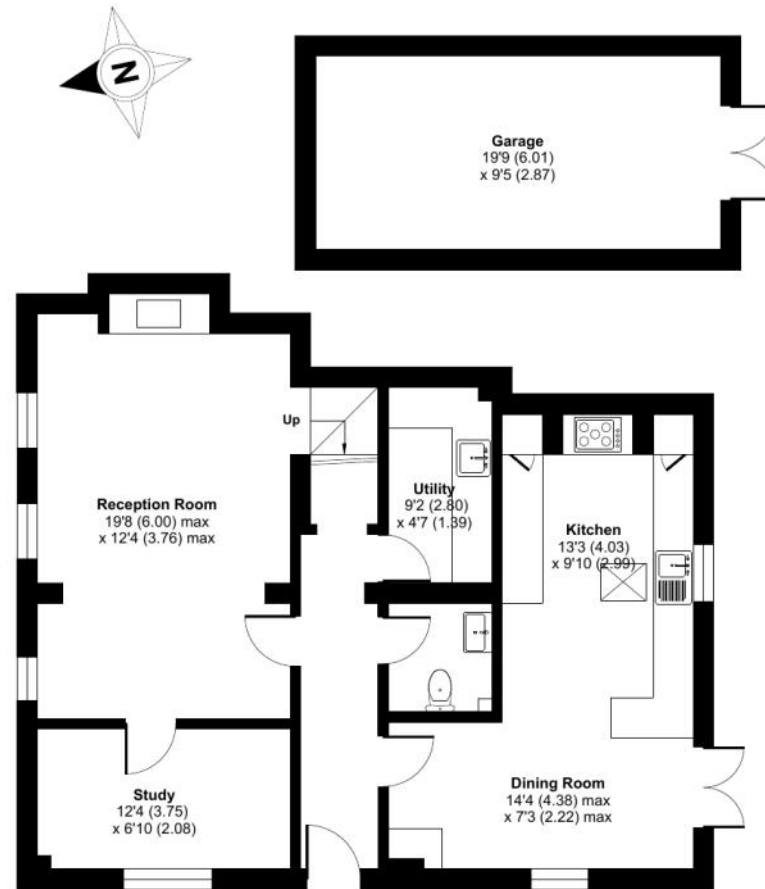 N
Garage
19'9 (6.01)
x 9'5 (2.87)
Up
Reception Room
19'8 (6.00) max
x 12'4 (3.76) max
Utility
9'2 (2.80)
x 4'7 (1.39)
Kitchen
13'3 (4.03)
x 9'10 (2.99)
Study
12'4 (3.75)
x 6'10 (2.08)
Dining Room
14'4 (4.38) max
x 7'3 (2.22) max